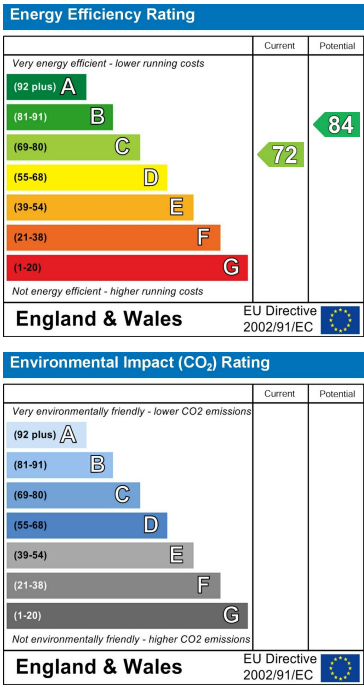 Energy Efficiency Rating
Current Potential
Very energy efficient - lower running costs
(92 plus) A
(81-91) B
84
(69-80) C
72
(55-68) D
(39-54) E
(21-38) F
(1-20) G
Not energy efficient - higher running costs
England & Wales
EU Directive
2002/91/EC
Environmental Impact (CO₂) Rating
Current Potential
Very environmentally friendly - lower CO2 emissions
(92 plus) A
(81-91) B
(69-80) C
(55-68) D
(39-54) E
(21-38) F
(1-20) G
Not environmentally friendly - higher CO2 emissions
England & Wales
EU Directive
2002/91/EC